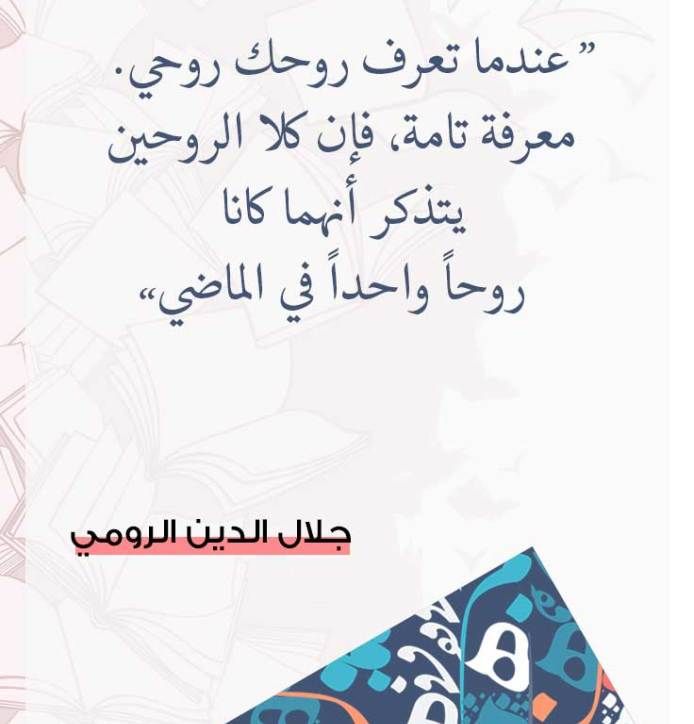 ”عندما تعرف روحك روحي.
معرفة تامة، فإن كلا الروحين
يتذكر أنهما كانا
روحاً واحداً في الماضي“
جلال الدين الرومي